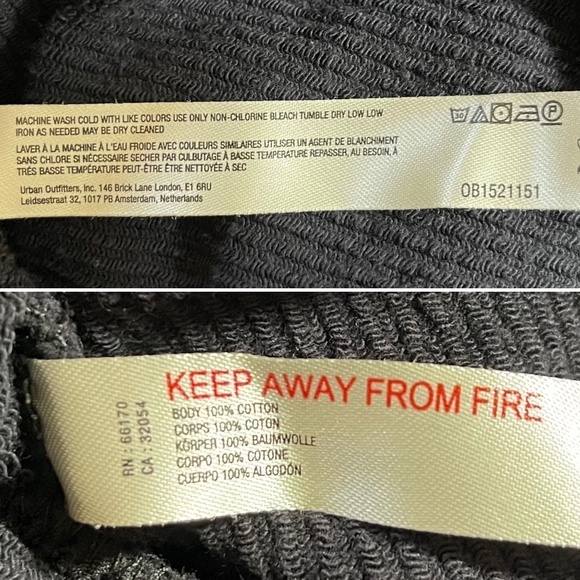 MACHINE WASH COLD WITH LIKE COLORS USE ONLY NON-CHLORINE BLEACH TUMBLE DRY LOW LOW
IRON AS NEEDED MAY BE DRY CLEANED
LAVER À LA MACHINE À L'EAU FROIDE AVEC COULEURS SIMILAIRES UTILISER UN AGENT DE BLANCHIMENT
SANS CHLORE SI NÉCESSAIRE SECHER PAR CULBUTAGE À BASSE TEMPERATURE REPASSER, AU BESOIN, À
TRÈS BASSE TEMPÉRATURE PEUT-ÊTRE ÊTRE NETTOYÉE À SEC
Urban Outfitters, Inc. 146 Brick Lane London, E1 6RU
Leidsestraat 32, 1017 PB Amsterdam, Netherlands
30
P
OB1521151
RN : 66170
CA : 32054
KEEP AWAY FROM FIRE
BODY 100% COTTON
CORPS 100% COTON
KÖRPER 100% BAUMWOLLE
CORPO 100% COTONE
CUERPO 100% ALGODÓN